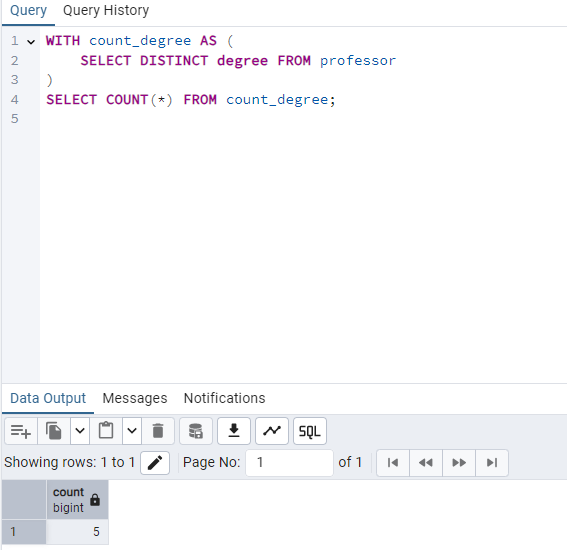 Query Query History
1 WITH count_degree AS (
2 SELECT DISTINCT degree FROM professor
3 )
4 SELECT COUNT(*) FROM count_degree;
5
Data Output Messages Notifications
SQL
Showing rows: 1 to 1 Page No: 1 of 1
count
bigint
1 5